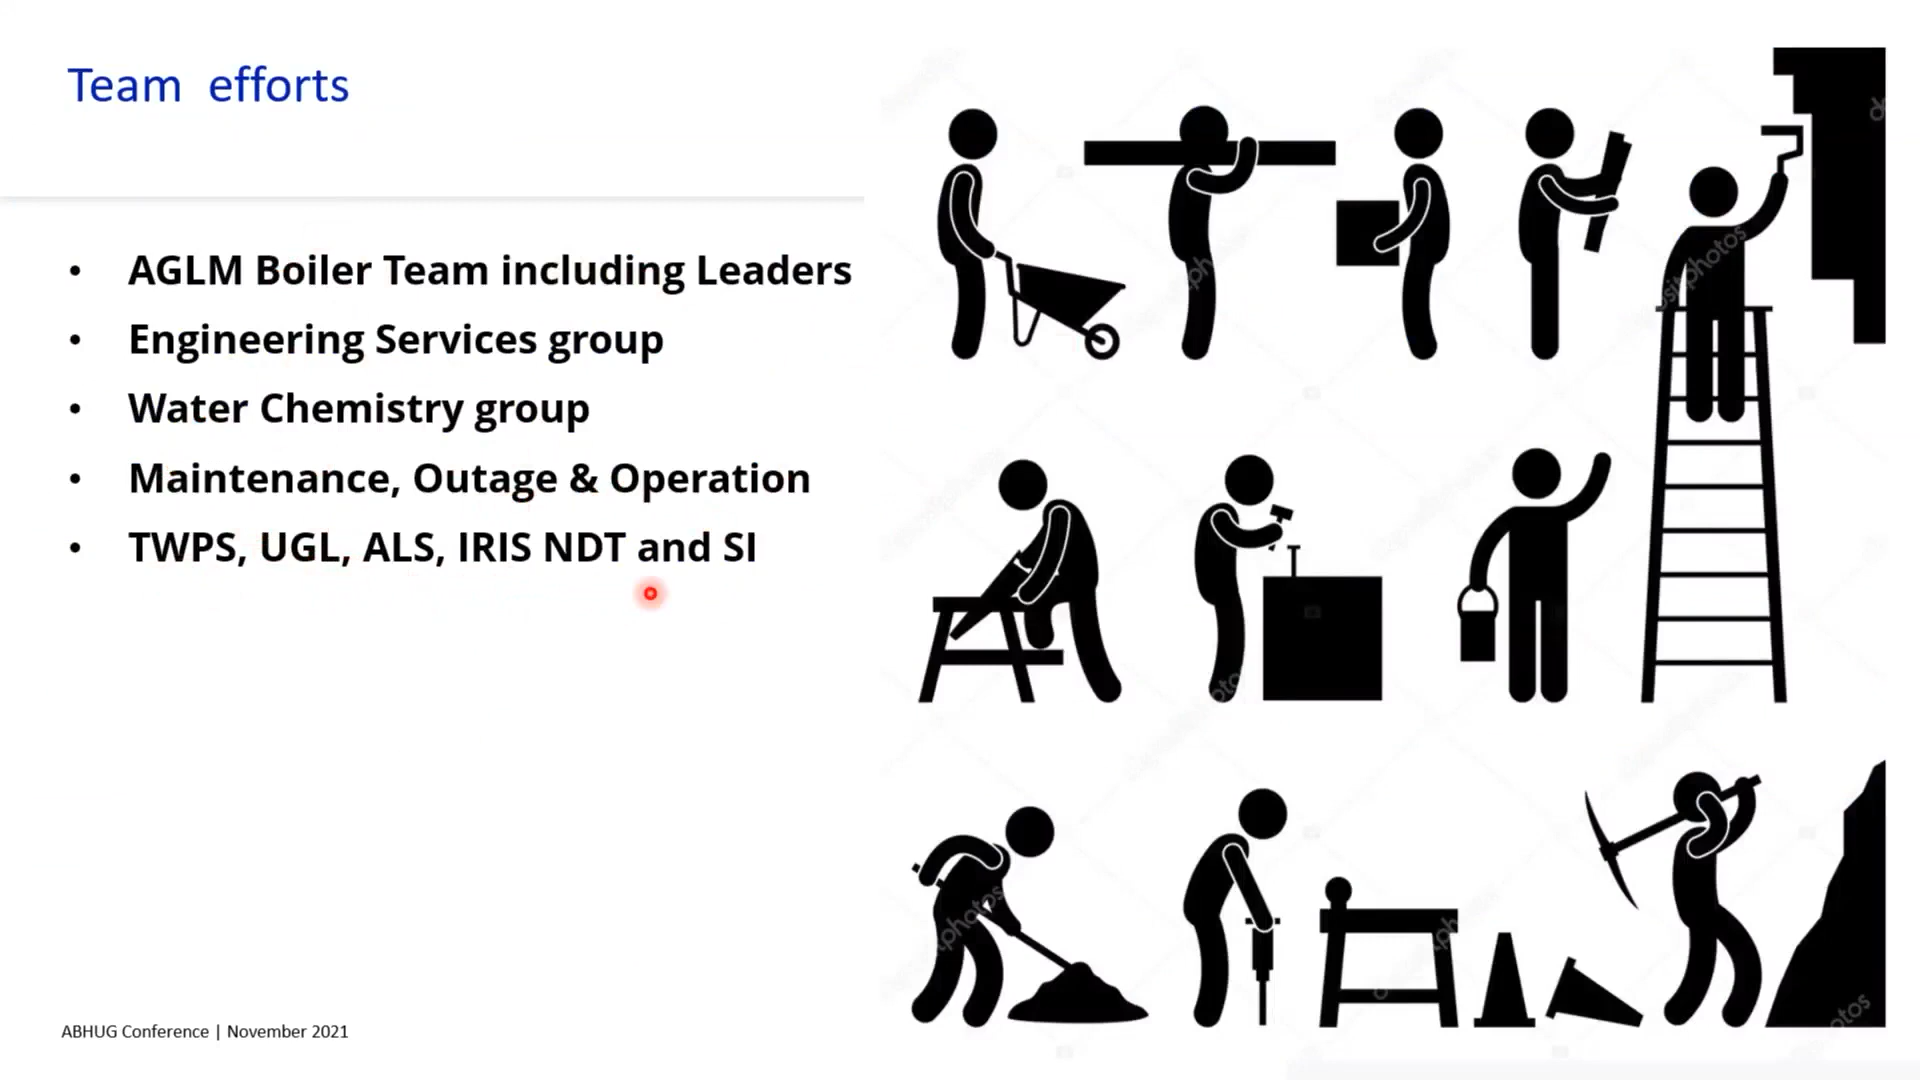 Team efforts
• AGLM Boiler Team including Leaders
• Engineering Services group
• Water Chemistry group
• Maintenance, Outage & Operation
• TWPS, UGL, ALS, IRIS NDT and SI
ABHUG Conference | November 2021